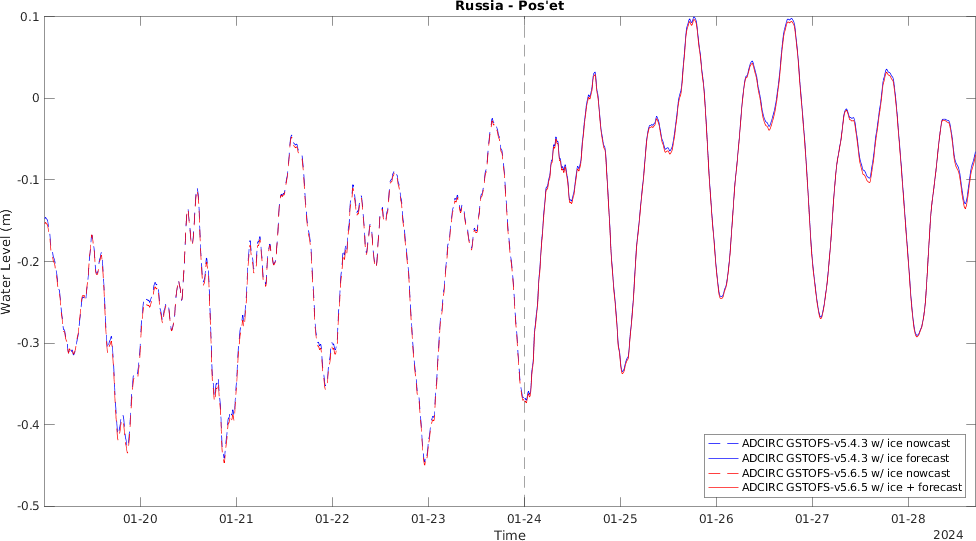 Russia - Pos'et
Water Level (m)
0.1
0
-0.1
-0.2
-0.3
-0.4
-0.5
ADCIRC GSTOFS-v5.4.3 w/ ice nowcast
ADCIRC GSTOFS-v5.4.3 w/ ice forecast
ADCIRC GSTOFS-v5.6.5 w/ ice nowcast
ADCIRC GSTOFS-v5.6.5 w/ ice + forecast
01-20 01-21 01-22 01-23 01-24 01-25 01-26 01-27 01-28
Time
2024